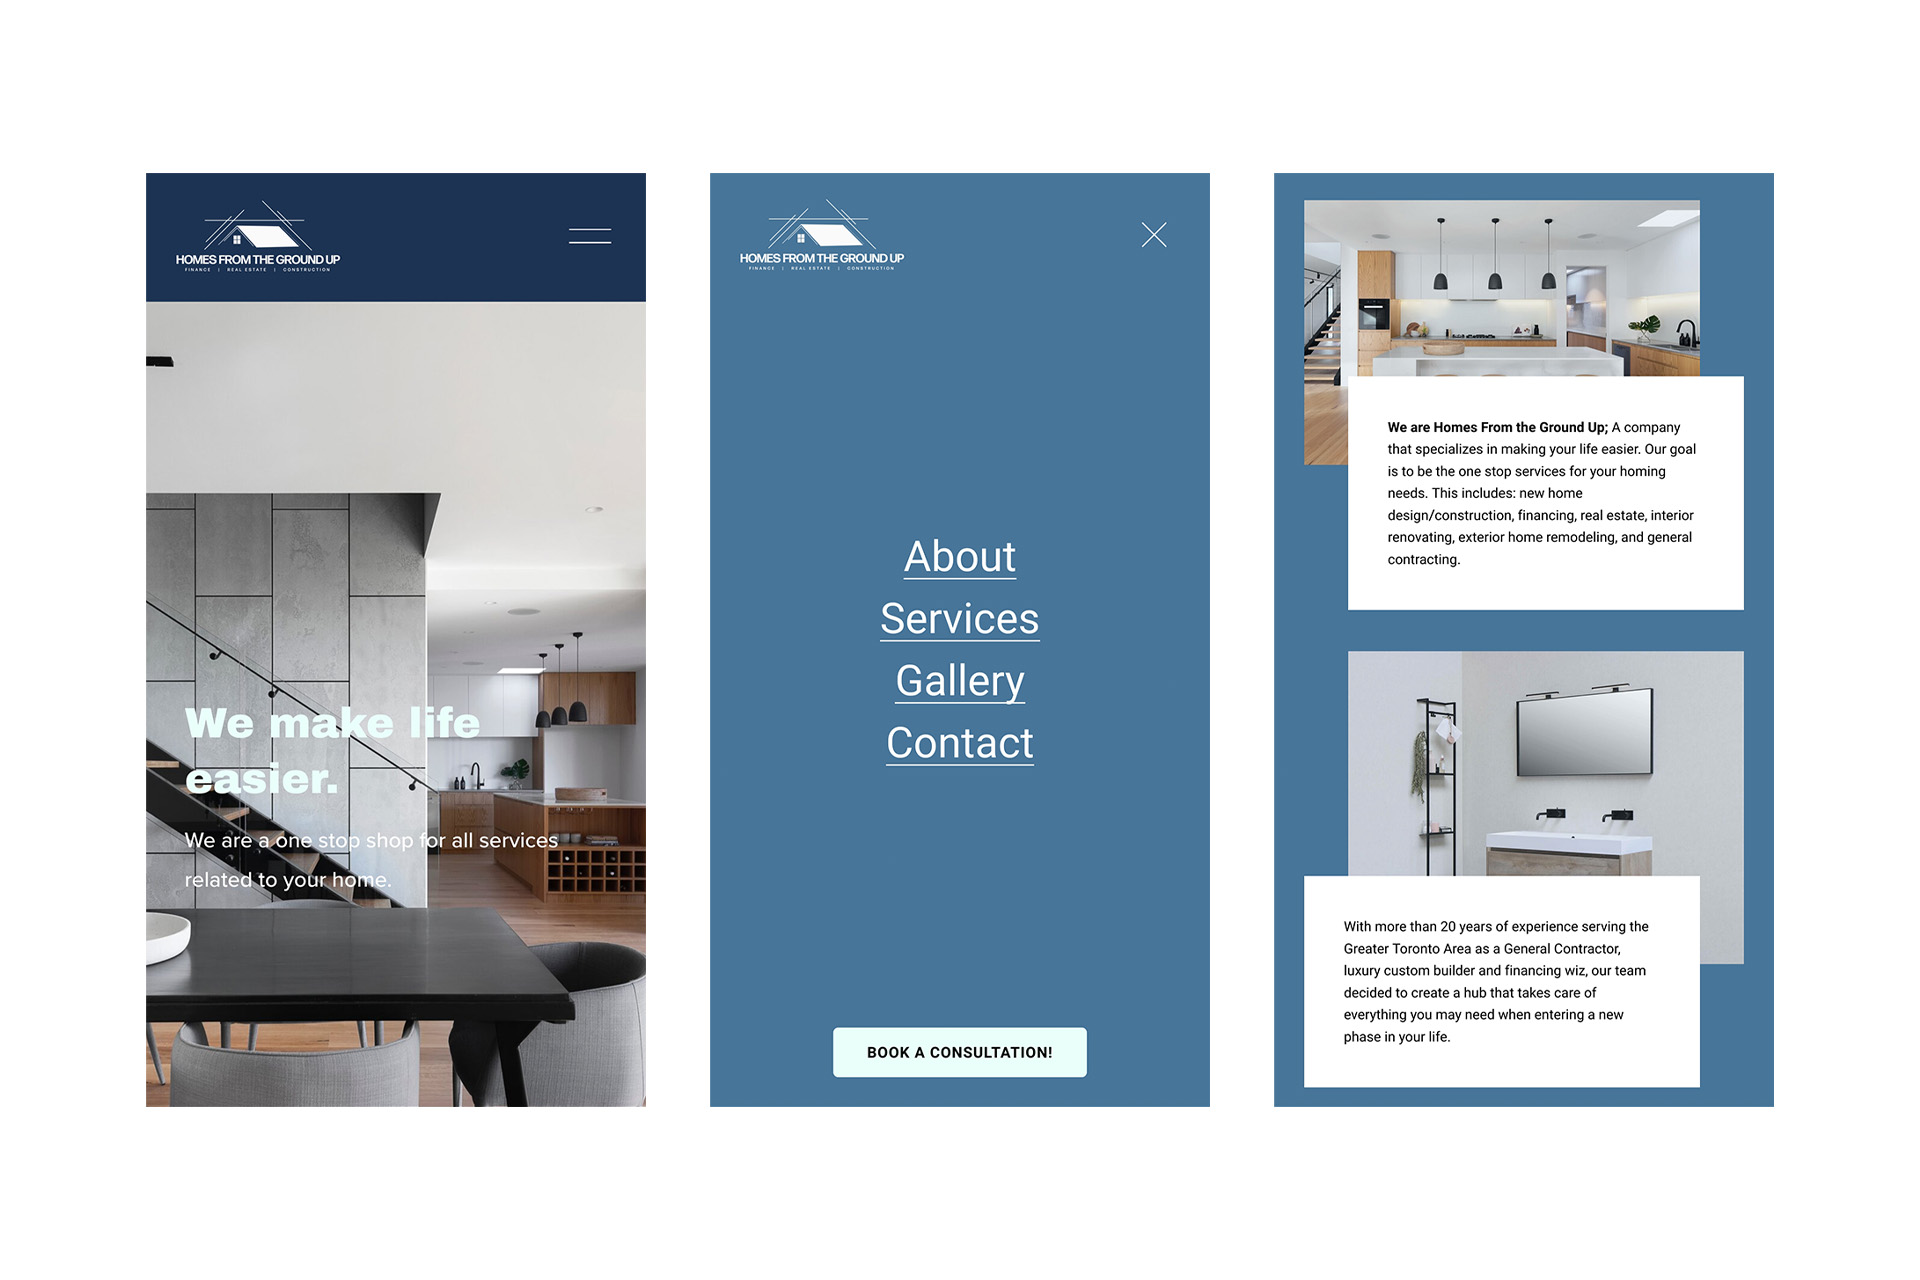 HOMES FROM THE GROUND UP
FINANCE | REAL ESTATE | CONSTRUCTION
We make life
easier.
We are a one stop shop for all services
related to your home.
HOMES FROM THE GROUND UP
FINANCE | REAL ESTATE | CONSTRUCTION
About
Services
Gallery
Contact
BOOK A CONSULTATION!
We are Homes From the Ground Up; A company
that specializes in making your life easier. Our goal
is to be the one stop services for your homing
needs. This includes: new home
design/construction, financing, real estate, interior
renovating, exterior home remodeling, and general
contracting.
With more than 20 years of experience serving the
Greater Toronto Area as a General Contractor,
luxury custom builder and financing wiz, our team
decided to create a hub that takes care of
everything you may need when entering a new
phase in your life.